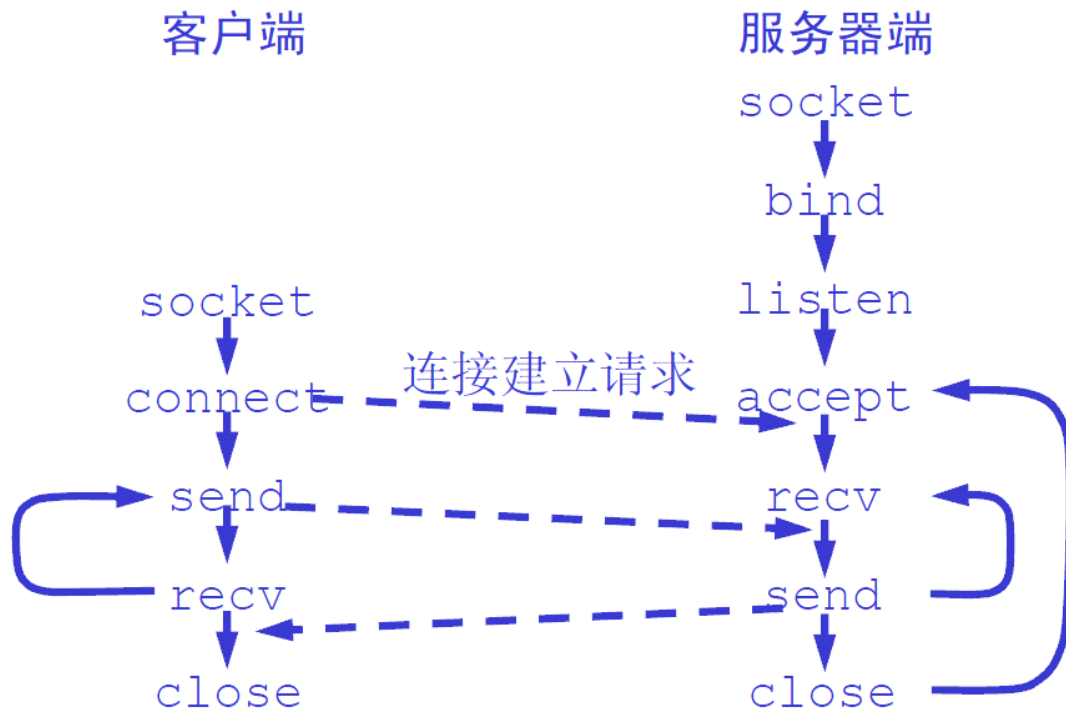 客户端
服务器端
socket
bind
listen
socket
连接建立请求
connect
accept
send
recv
recv
send
close
close